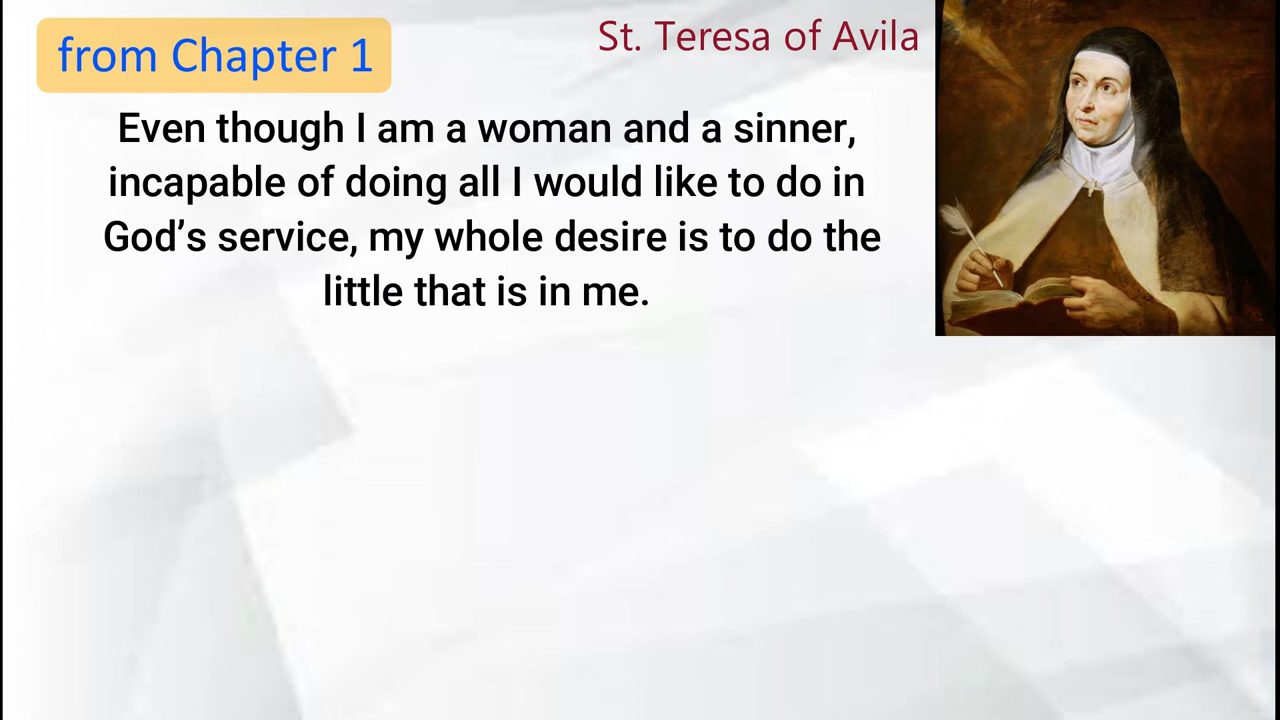 from Chapter 1
St. Teresa of Avila
Even though I am a woman and a sinner,
incapable of doing all I would like to do in
God’s service, my whole desire is to do the
little that is in me.